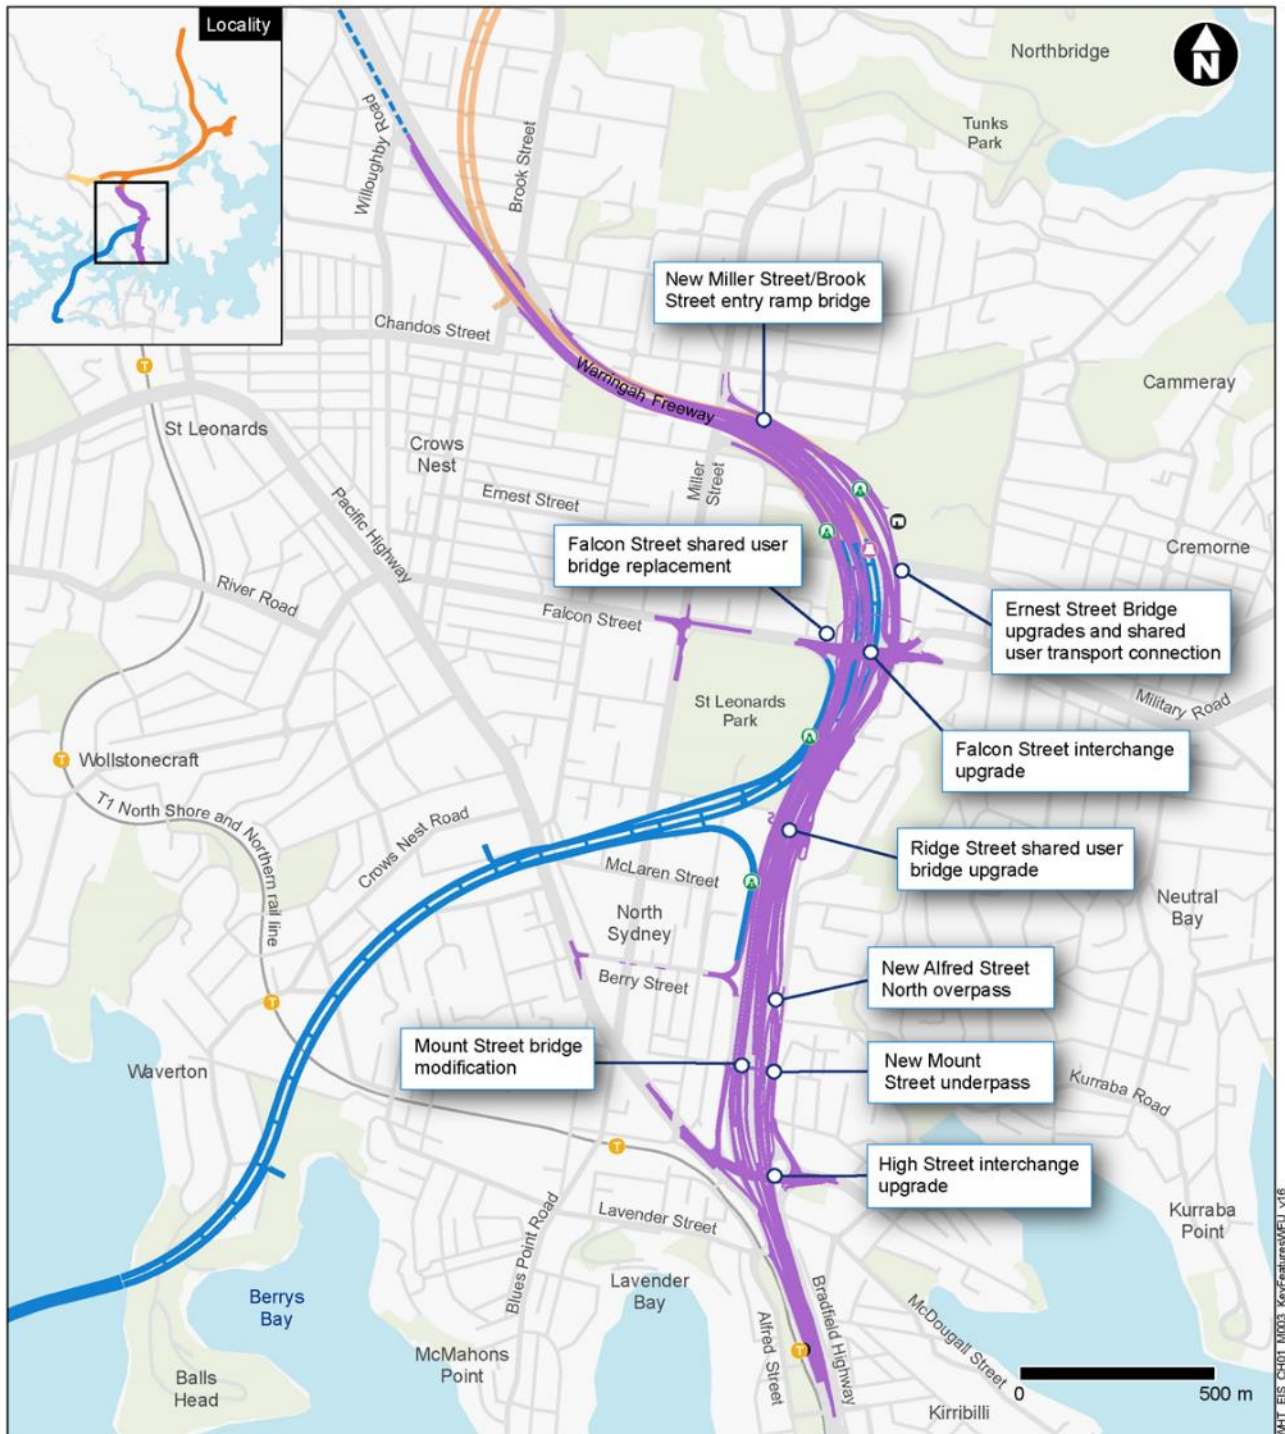 Locality
N
Northbridge
Tunks
Park
Willoughby Road
Brook Street
New Miller Street/Brook
Street entry ramp bridge
Chandos Street
Warringah Freeway
Cammeray
T
St Leonards
Crows
Nest
Miller
Street
Ernest Street
Pacific Highway
Falcon Street shared user
bridge replacement
Cremorne
River Road
Falcon Street
Ernest Street Bridge
upgrades and shared
user transport connection
St Leonards
Park
Military Road
Falcon Street interchange
upgrade
T
Wollstonecraft
T1 North Shore and Northern rail line
Crows Nest Road
Ridge Street shared user
bridge upgrade
McLaren Street
North
Sydney
Neutral
Bay
Berry Street
New Alfred Street
North overpass
T
Mount Street bridge
modification
New Mount
Street underpass
Waverton
Kurraba Road
T
High Street interchange
upgrade
Kurraba
Point
Lavender Street
Blues Point Road
Lavender
Bay
Berrys
Bay
Bradfield Highway
McDougall Street
Alfred Street
T
McMahons
Point
Balls
Head
0
500 m
Kirribilli
MHT_EIS_CH01_M003_KeyFeaturesWFU_v16